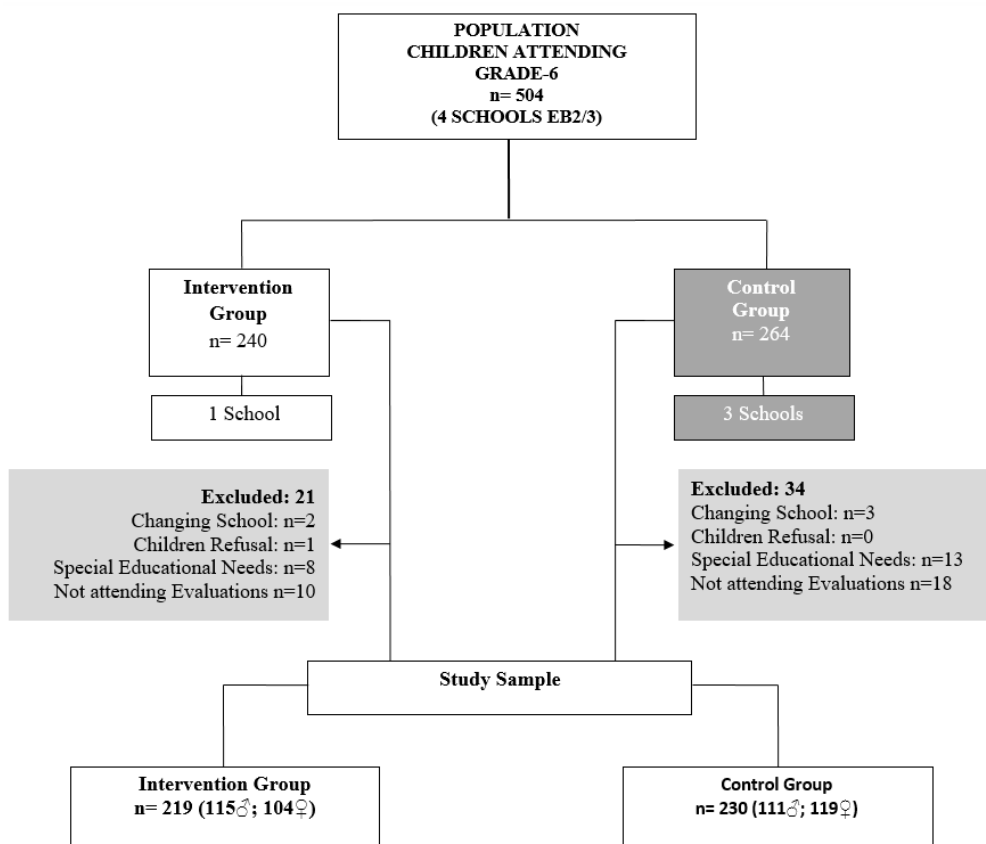 POPULATION
CHILDREN ATTENDING
GRADE-6
n= 504
(4 SCHOOLS EB2/3)
Intervention
Group
n= 240
1 School
Control
Group
n= 264
3 Schools
Excluded: 21
Changing School: n=2
Children Refusal: n=1
Special Educational Needs: n=8
Not attending Evaluations n=10
Excluded: 34
Changing School: n=3
Children Refusal: n=0
Special Educational Needs: n=13
Not attending Evaluations n=18
Study Sample
Intervention Group
n= 219 (115♂; 104♀)
Control Group
n= 230 (111♂; 119♀)